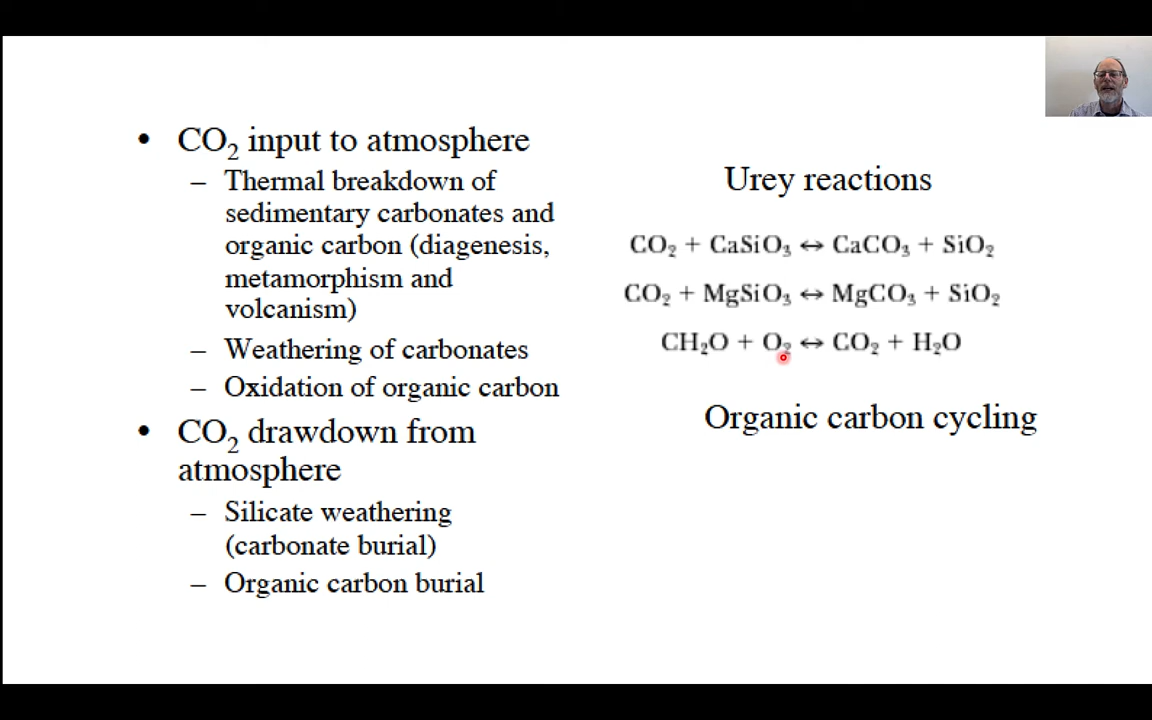 • CO₂ input to atmosphere
– Thermal breakdown of
sedimentary carbonates and
organic carbon (diagenesis,
metamorphism and
volcanism)
– Weathering of carbonates
– Oxidation of organic carbon
• CO₂ drawdown from
atmosphere
– Silicate weathering
(carbonate burial)
– Organic carbon burial
Urey reactions
CO₂ + CaSiO₃ ↔ CaCO₃ + SiO₂
CO₂ + MgSiO₃ ↔ MgCO₃ + SiO₂
CH₂O + O₂ ↔ CO₂ + H₂O
Organic carbon cycling